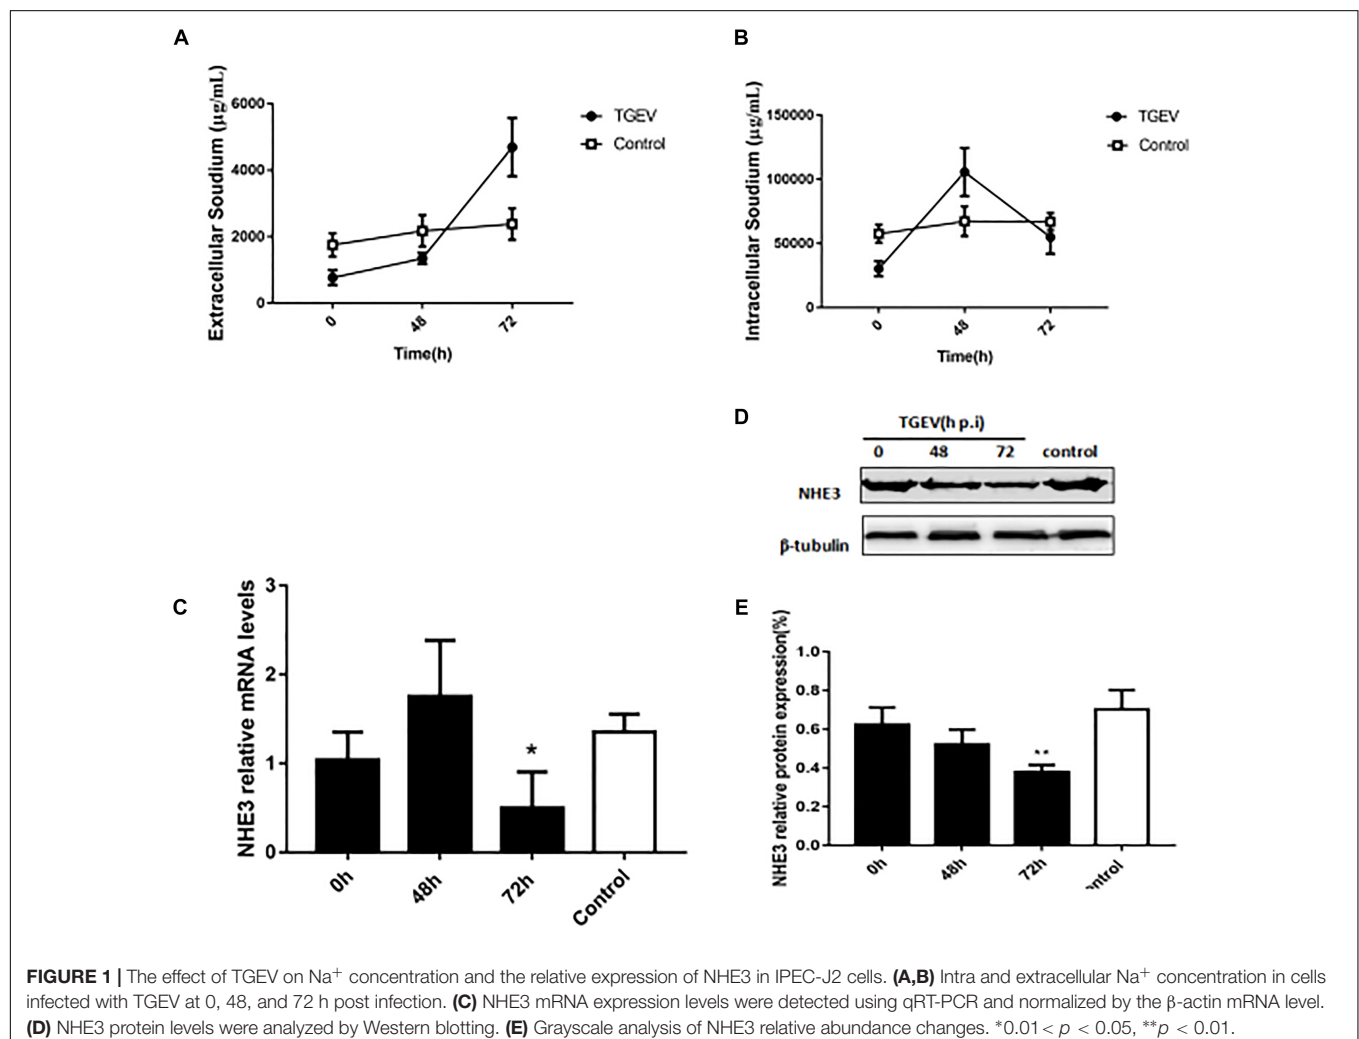 A
Extracellular Soudium (µg/mL)
6000
4000
2000
0
0
48
72
Time(h)
TGEV
Control
B
Intracellular Soudium (µg/mL)
150000
100000
50000
0
0
48
72
Time(h)
TGEV
Control
D
TGEV(h p.i)
0 48 72 control
NHE3
β-tubulin
C
NHE3 relative mRNA levels
3
2
1
0
*
0h
48h
72h
Control
E
NHE3 relative protein expression(%)
1.0
0.8
0.6
0.4
0.2
0.0
**
0h
48h
72h
ontrol
FIGURE 1 | The effect of TGEV on Na+ concentration and the relative expression of NHE3 in IPEC-J2 cells. (A,B) Intra and extracellular Na+ concentration in cells
infected with TGEV at 0, 48, and 72 h post infection. (C) NHE3 mRNA expression levels were detected using qRT-PCR and normalized by the β-actin mRNA level.
(D) NHE3 protein levels were analyzed by Western blotting. (E) Grayscale analysis of NHE3 relative abundance changes. *0.01< p < 0.05, **p < 0.01.